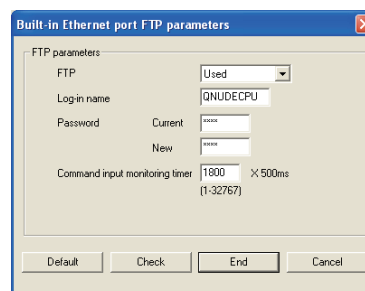 Built-in Ethernet port FTP parameters
FTP parameters
FTP Used
Log-in name QNUDECPU
Password Current ****
New ****
Command input monitoring timer 1800 X 500ms
(1-32767)
Default Check End Cancel